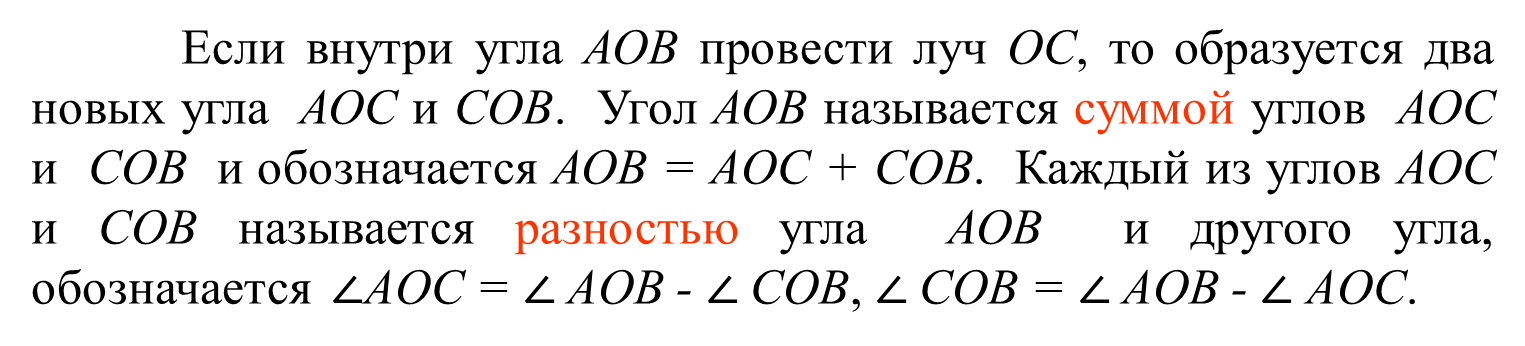 Если внутри угла AOB провести луч OC, то образуется два
новых угла AOC и COB. Угол AOB называется суммой углов AOC
и COB и обозначается AOB = AOC + COB. Каждый из углов AOC
и COB называется разностью угла AOB и другого угла,
обозначается ∠AOC = ∠ AOB - ∠ COB, ∠ COB = ∠ AOB - ∠ AOC.